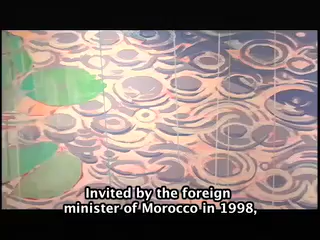 Invited by the foreign
minister of Morocco in 1998,